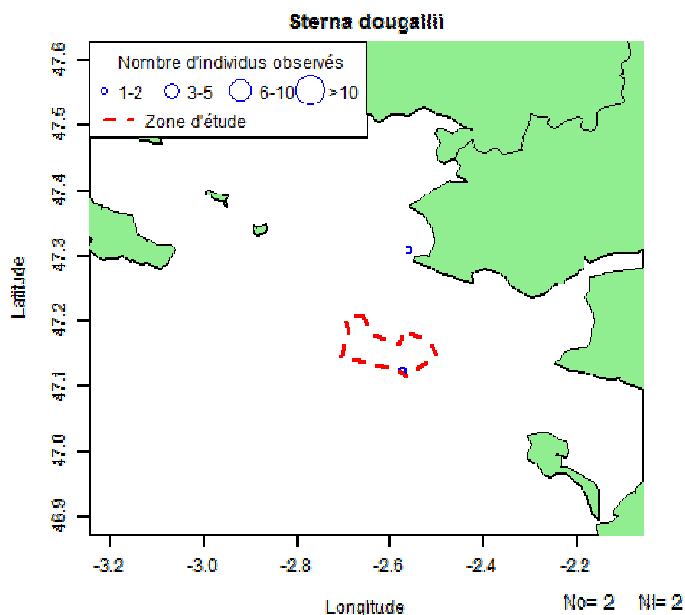 Sterna dougallii
Nombre d'individus observés
1-2 3-5 6-10 >10
Zone d'étude
Latitude
47.6
47.5
47.4
47.3
47.2
47.1
47.0
46.9
-3.2 -3.0 -2.8 -2.6 -2.4 -2.2
Longitude
No= 2 NI= 2